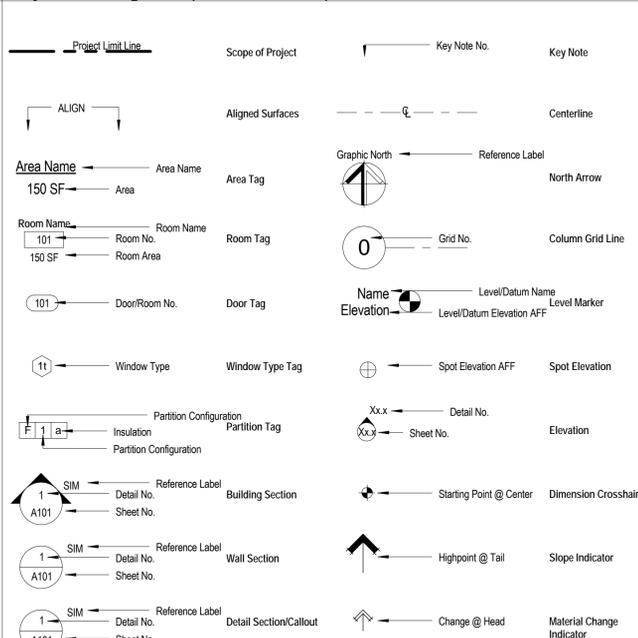 Project Limit Line
Scope of Project
Key Note No.
Key Note
ALIGN
Aligned Surfaces
℄
Centerline
Area Name
Area Name
150 SF
Area
Area Tag
Graphic North
Reference Label
North Arrow
Room Name
Room Name
101
Room No.
150 SF
Room Area
Room Tag
0
Grid No.
Column Grid Line
101
Door/Room No.
Door Tag
Name
Level/Datum Name
Elevation
Level/Datum Elevation AFF
Level Marker
1t
Window Type
Window Type Tag
Spot Elevation AFF
Spot Elevation
Partition Configuration
F 1 a
Insulation
Partition Configuration
Partition Tag
Xx.x
Detail No.
Xx.x
Sheet No.
Elevation
SIM
Reference Label
1
Detail No.
A101
Sheet No.
Building Section
Starting Point @ Center
Dimension Crosshair
SIM
Reference Label
1
Detail No.
A101
Sheet No.
Wall Section
Highpoint @ Tail
Slope Indicator
SIM
Reference Label
1
Detail No.
A101
Sheet No.
Detail Section/Callout
Change @ Head
Material Change
Indicator